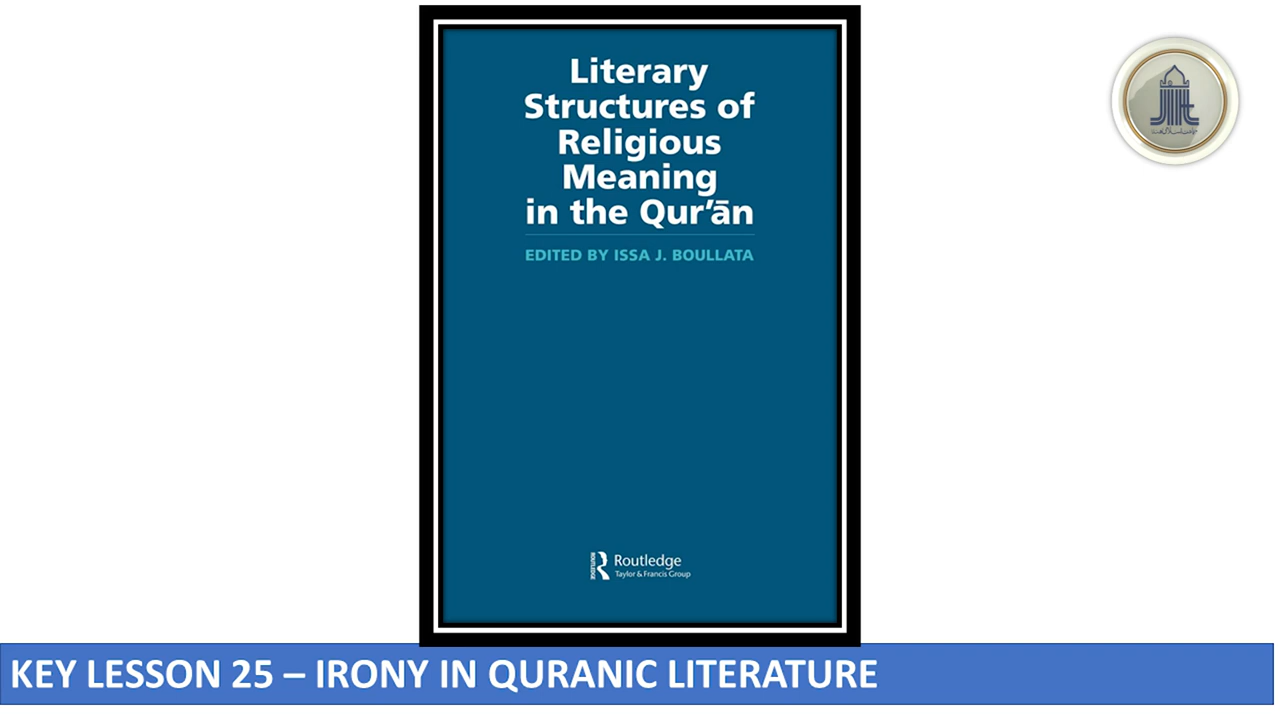 Literary
Structures of
Religious
Meaning
in the Qur’ān
EDITED BY ISSA J. BOULLATA
ROUTLEDGE
Routledge
Taylor & Francis Group
KEY LESSON 25 – IRONY IN QURANIC LITERATURE